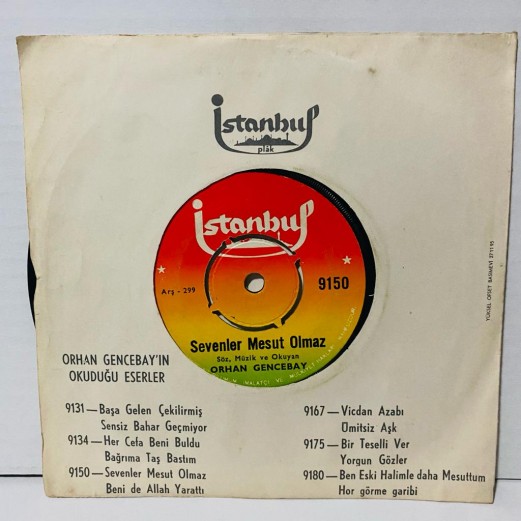 İstanbul
plâk
İstanbul
Arş - 299
9150
Sevenler Mesut Olmaz
Söz, Müzik ve Okuyan
ORHAN GENCEBAY
YÜKSEL OFSET BASIMEVİ
ORHAN GENCEBAY'IN
OKUDUĞU ESERLER
9131—Başa Gelen Çekilirmiş
Sensiz Bahar Geçmiyor
9134—Her Cefa Beni Buldu
Bağrıma Taş Bastım
9150—Sevenler Mesut Olmaz
Beni de Allah Yarattı
9167—Vicdan Azabı
Ümitsiz Aşk
9175—Bir Teselli Ver
Yorgun Gözler
9180—Ben Eski Halimle daha Mesuttum
Hor görme garibi